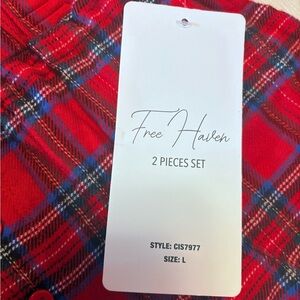 Free Haven
2 PIECES SET
STYLE: CIS7977
SIZE: L